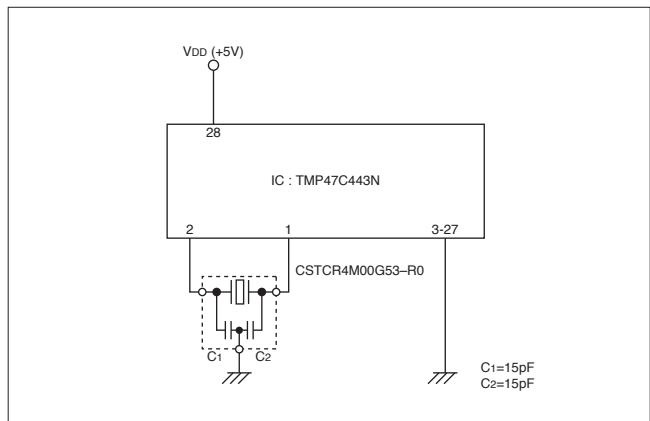 VDD (+5V)
28
IC : TMP47C443N
2
1
3-27
CSTCR4M00G53–R0
C1
C2
C1=15pF
C2=15pF